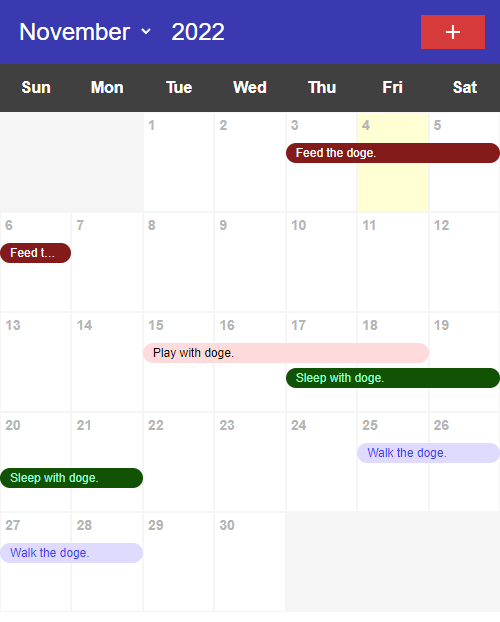 November 2022 +
Sun Mon Tue Wed Thu Fri Sat
1 2 3 4 5
Feed the doge.
6 7 8 9 10 11 12
Feed t...
13 14 15 16 17 18 19
Play with doge.
Sleep with doge.
20 21 22 23 24 25 26
Walk the doge.
Sleep with doge.
27 28 29 30
Walk the doge.